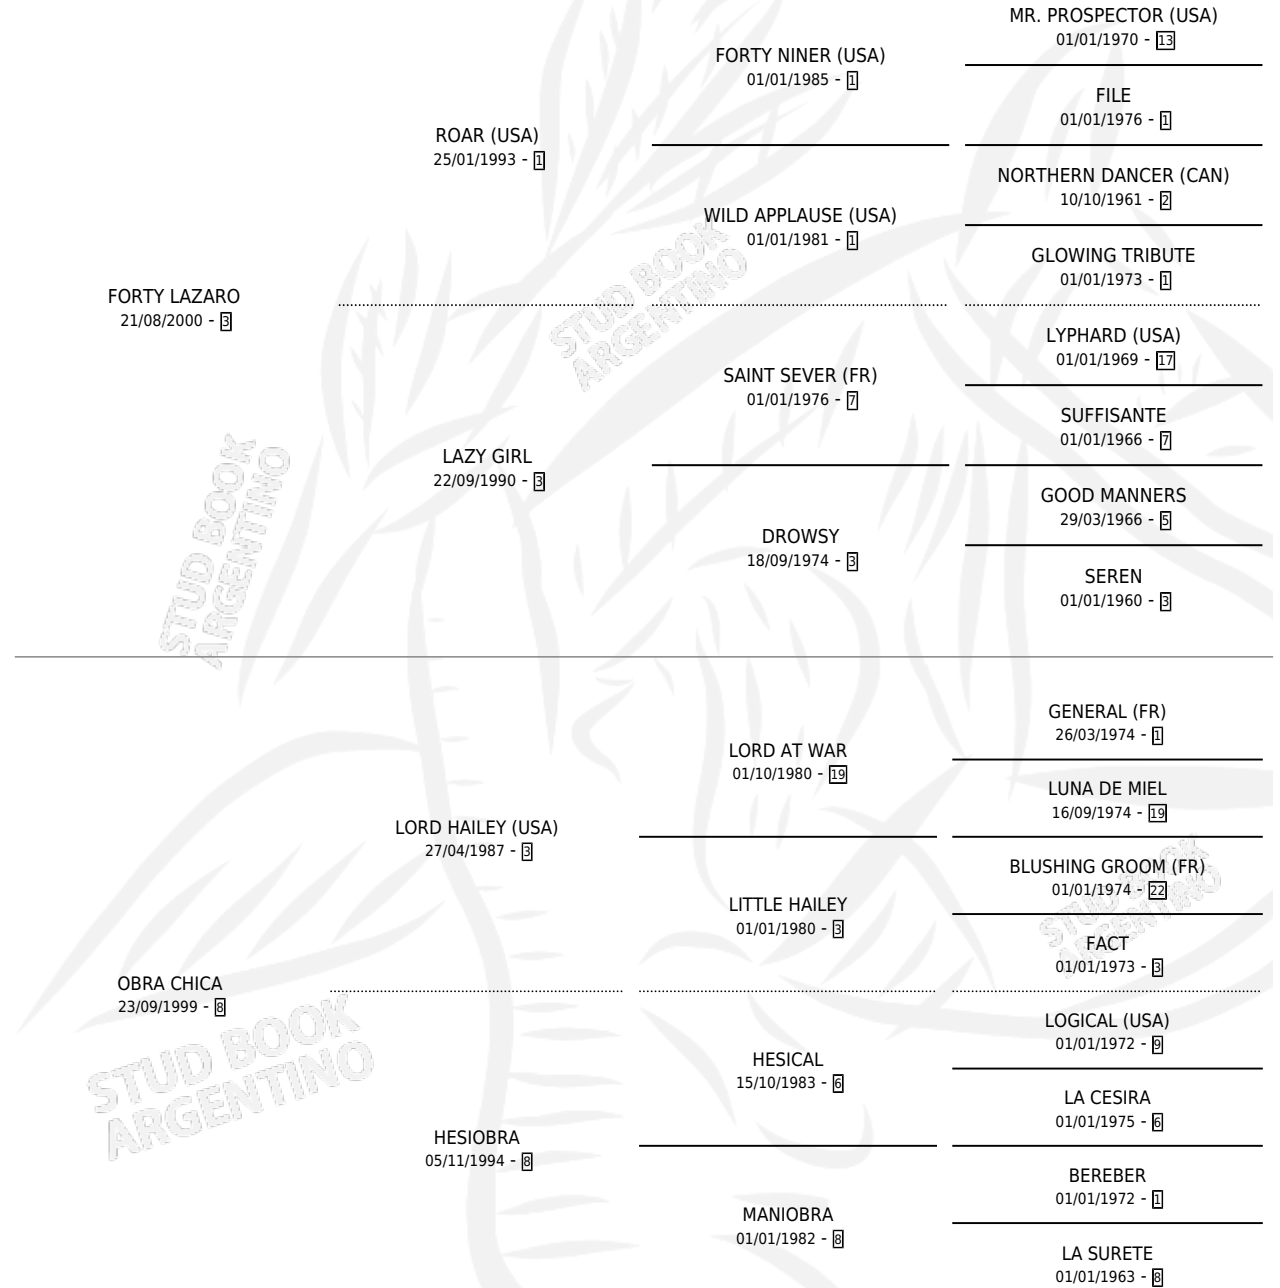 MR. PROSPECTOR (USA)
01/01/1970 - 13
FORTY NINER (USA)
01/01/1985 - 1
FILE
01/01/1976 - 1
ROAR (USA)
25/01/1993 - 1
NORTHERN DANCER (CAN)
10/10/1961 - 2
WILD APPLAUSE (USA)
01/01/1981 - 1
GLOWING TRIBUTE
01/01/1973 - 1
FORTY LAZARO
21/08/2000 - 3
STUD BOOK
ARGENTINO
LYPHARD (USA)
01/01/1969 - 17
SAINT SEVER (FR)
01/01/1976 - 7
SUFFISANTE
01/01/1966 - 7
LAZY GIRL
22/09/1990 - 3
GOOD MANNERS
29/03/1966 - 5
DROWSY
18/09/1974 - 3
SEREN
01/01/1960 - 3
STUD BOOK
ARGENTINO
GENERAL (FR)
26/03/1974 - 1
LORD AT WAR
01/10/1980 - 19
LUNA DE MIEL
16/09/1974 - 19
LORD HAILEY (USA)
27/04/1987 - 3
BLUSHING GROOM (FR)
01/01/1974 - 22
LITTLE HAILEY
01/01/1980 - 3
STUD BOOK
ARGENTINO
FACT
01/01/1973 - 3
OBRA CHICA
23/09/1999 - 8
LOGICAL (USA)
01/01/1972 - 9
HESICAL
15/10/1983 - 6
STUD BOOK
ARGENTINO
LA CESIRA
01/01/1975 - 6
HESIOBRA
05/11/1994 - 8
BEREBER
01/01/1972 - 1
MANIOBRA
01/01/1982 - 8
LA SURETE
01/01/1963 - 8